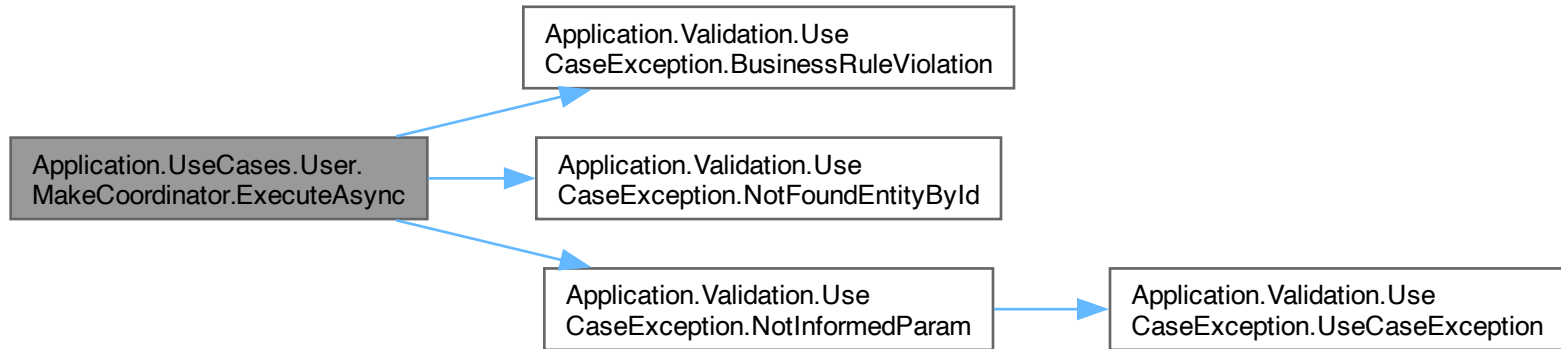 Application.Validation.Use
CaseException.BusinessRuleViolation
Application.UseCases.User.
MakeCoordinator.ExecuteAsync
Application.Validation.Use
CaseException.NotFoundEntityById
Application.Validation.Use
CaseException.NotInformedParam
Application.Validation.Use
CaseException.UseCaseException